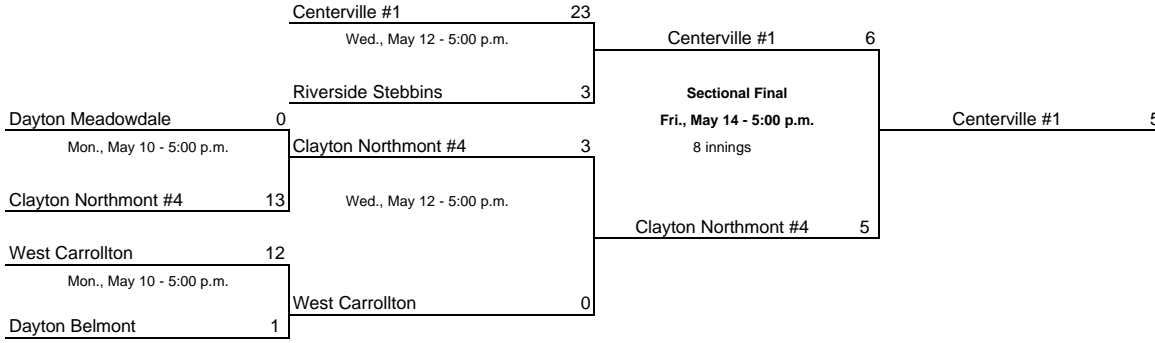 Centerville #1 23
Wed., May 12 - 5:00 p.m.
Centerville #1 6
Riverside Stebbins 3
Sectional Final
Dayton Meadowdale 0
Fri., May 14 - 5:00 p.m.
Centerville #1
Mon., May 10 - 5:00 p.m.
Clayton Northmont #4 3
8 innings
Clayton Northmont #4 13
Wed., May 12 - 5:00 p.m.
Clayton Northmont #4 5
West Carrollton 12
Mon., May 10 - 5:00 p.m.
West Carrollton 0
Dayton Belmont 1